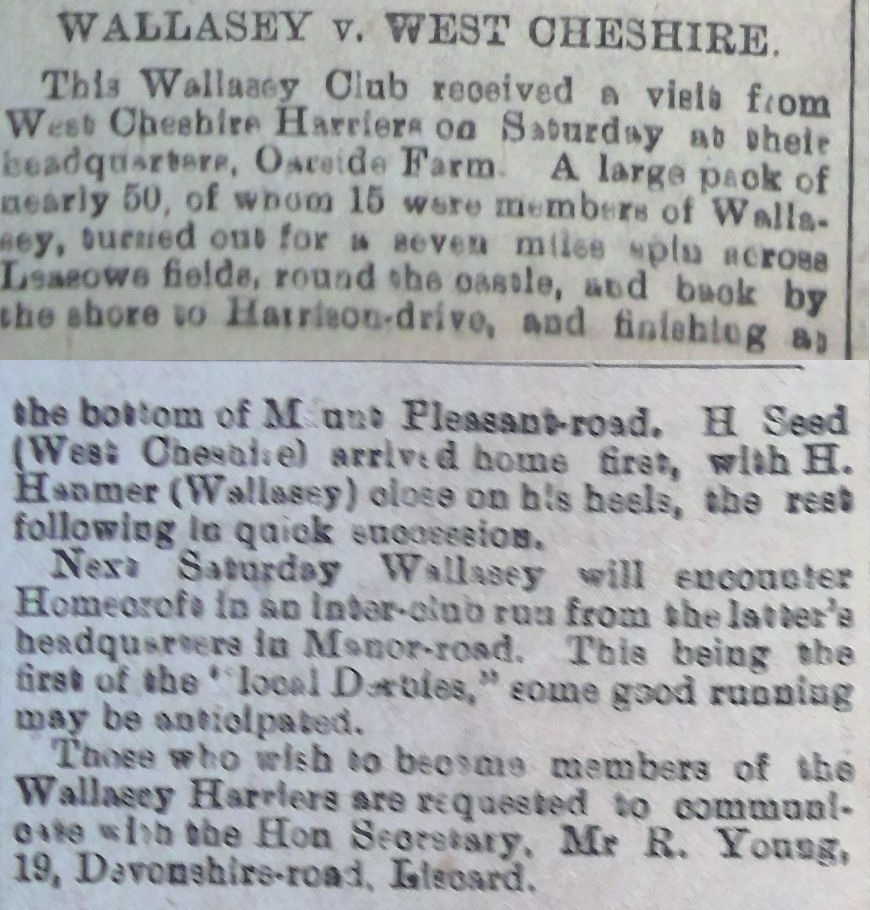 WALLASEY v. WEST CHESHIRE.
This Wallasey Club received a visit from
West Cheshire Harriers on Saturday at their
headquarters, Farm. A large pack of
nearly 50, of whom 15 were members of Walla-
sey, turned out for a seven miles spin across
Leasowe fields, round the castle, and back by
the shore to Harrison-drive, and finishing at
the bottom of Mount Pleasant-road. H Seed
(West Cheshire) arrived home first, with H.
Hanmer (Wallasey) close on his heels, the rest
following in quick succession.
Next Saturday Wallasey will encounter
Homecroft in an inter-club run from the latter's
headquarters in Manor-road. This being the
first of the "local Derbies," some good running
may be anticipated.
Those who wish to become members of the
Wallasey Harriers are requested to communi-
cate with the Hon Secretary, Mr R. Young,
19, Devonshire-road, Liscard.